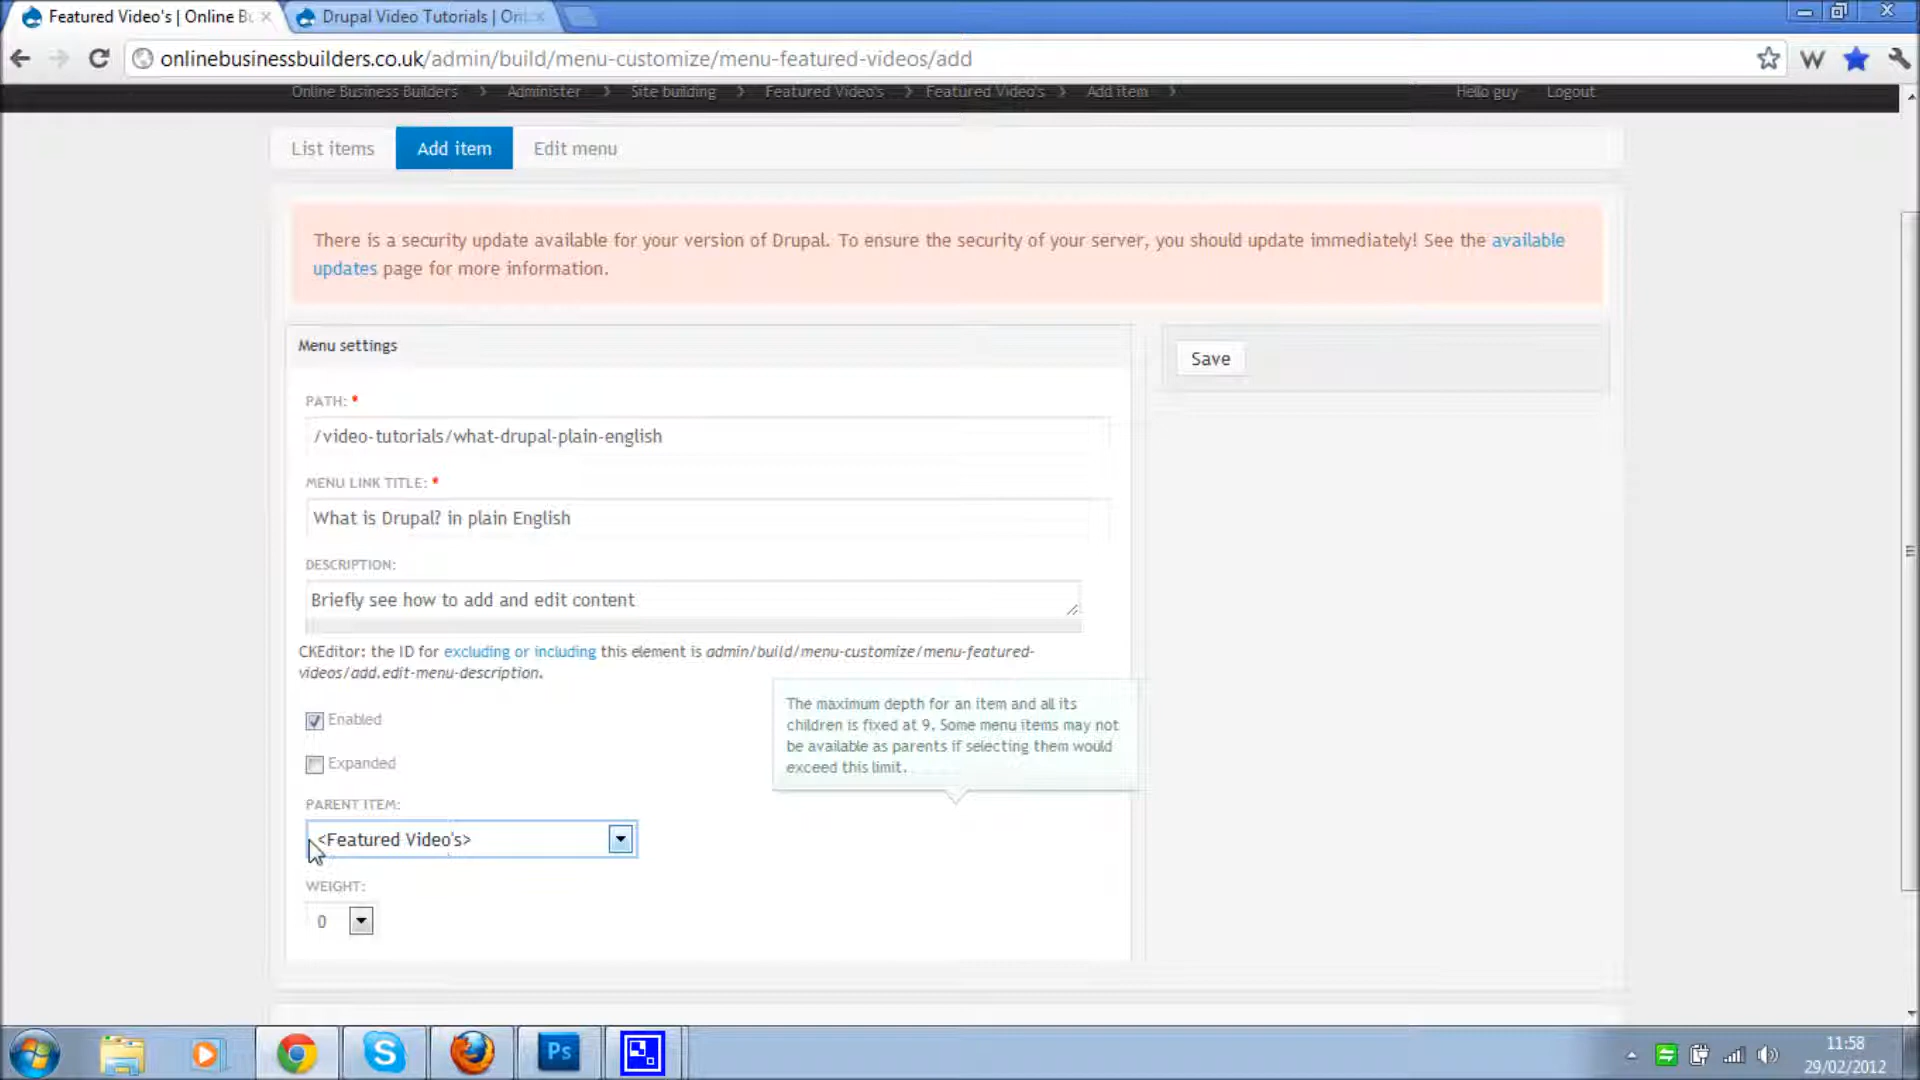 Featured Video's | Online Bu
Drupal Video Tutorials | Onl
onlinebusinessbuilders.co.uk/admin/build/menu-customize/menu-featured-videos/add
W
Online Business Builders > Administer > Site building > Featured Video's > Featured Video's > Add item >
Hello guy Logout
List items Add item Edit menu
There is a security update available for your version of Drupal. To ensure the security of your server, you should update immediately! See the available
updates page for more information.
Menu settings
Save
PATH: *
/video-tutorials/what-drupal-plain-english
MENU LINK TITLE: *
What is Drupal? in plain English
DESCRIPTION:
Briefly see how to add and edit content
CKEditor: the ID for excluding or including this element is admin/build/menu-customize/menu-featured-
videos/add.edit-menu-description.
The maximum depth for an item and all its
children is fixed at 9. Some menu items may not
be available as parents if selecting them would
exceed this limit.
Enabled
Expanded
PARENT ITEM:
<Featured Video's>
WEIGHT:
0
S
Ps
11:58
29/02/2012